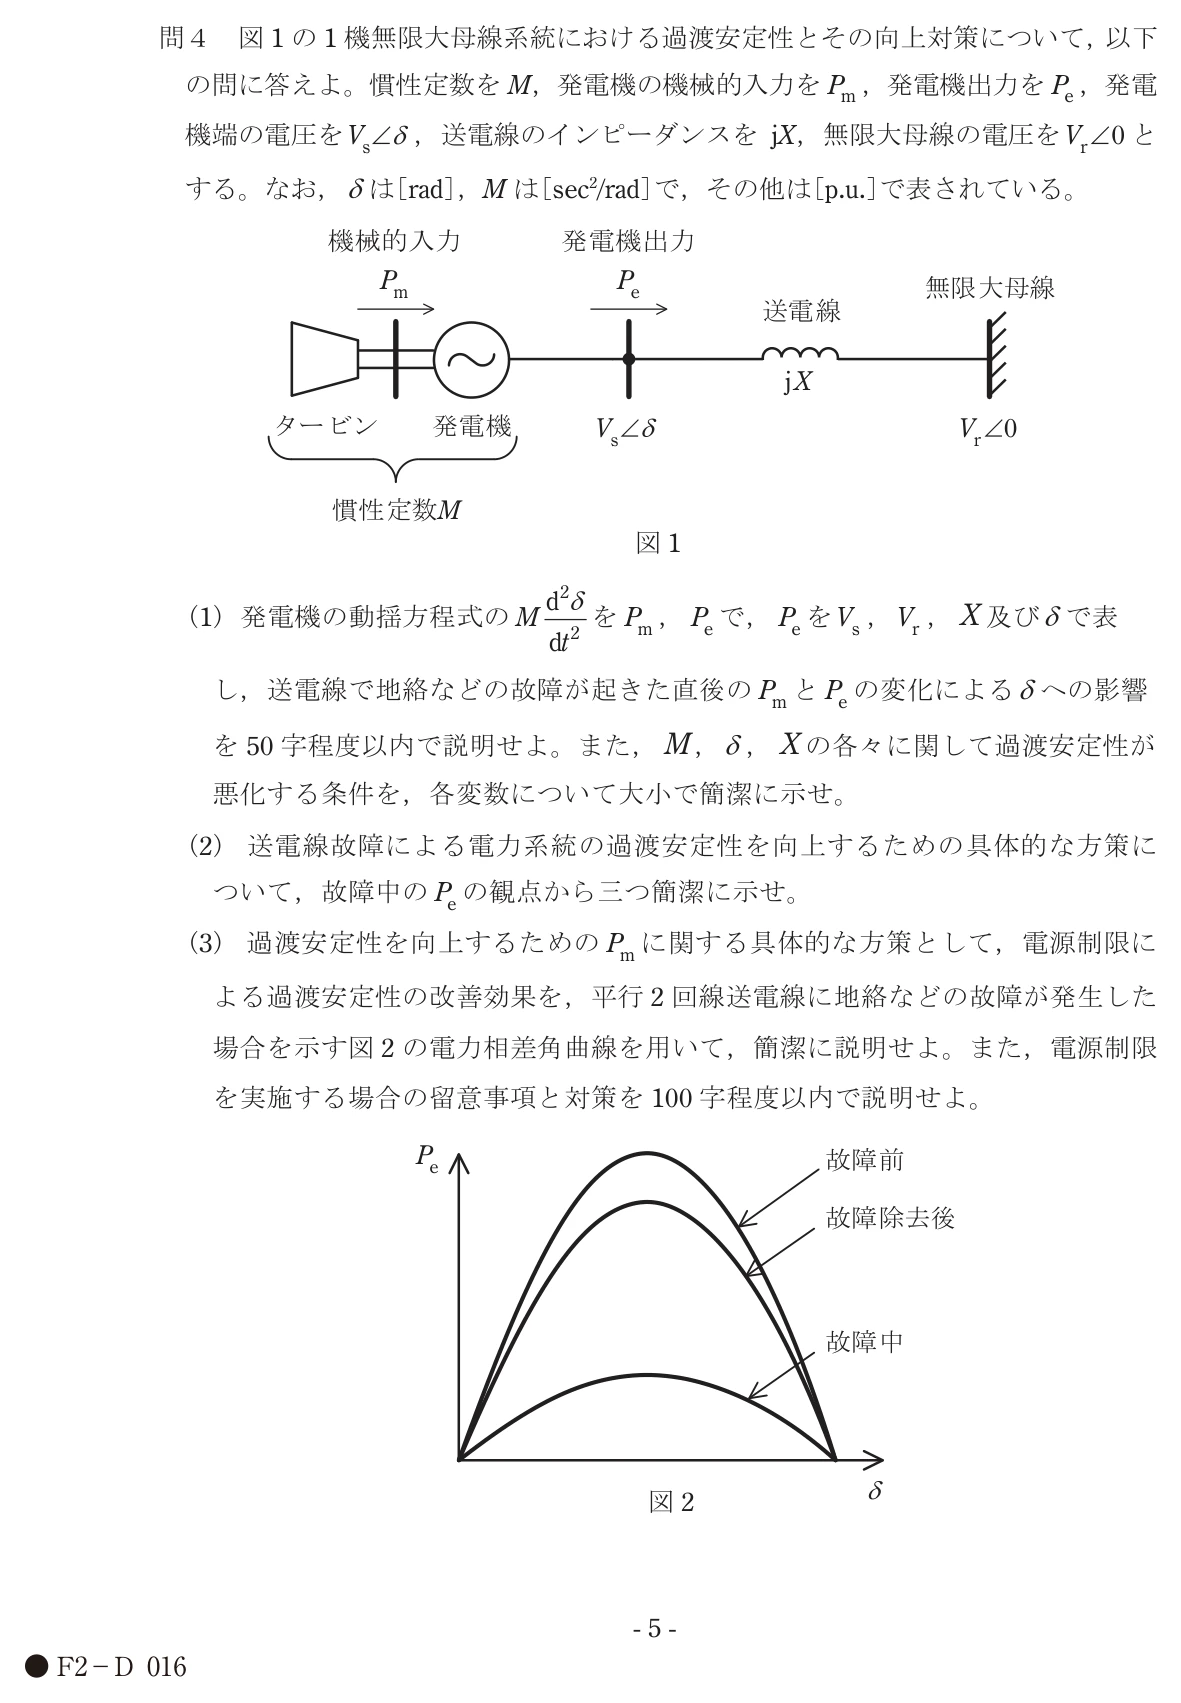 問４　図１の１機無限大母線系統における過渡安定性とその向上対策について，以下
の問に答えよ。慣性定数をM，発電機の機械的入力をPm，発電機出力をPe，発電
機端の電圧をVs∠δ，送電線のインピーダンスを jX，無限大母線の電圧をVr∠0 と
する。なお，δは[rad]，Mは[sec²/rad]で，その他は[p.u.]で表されている。
機械的入力
発電機出力
Pm
Pe
無限大母線
送電線
jX
タービン
発電機
Vs∠δ
Vr∠0
慣性定数M
図１
(1) 発電機の動揺方程式のM d²δ/dt² をPm，Peで，PeをVs，Vr，X及びδで表
し，送電線で地絡などの故障が起きた直後のPmとPeの変化によるδへの影響
を 50 字程度以内で説明せよ。また，M，δ，Xの各々に関して過渡安定性が
悪化する条件を，各変数について大小で簡潔に示せ。
(2) 送電線故障による電力系統の過渡安定性を向上するための具体的な方策に
ついて，故障中のPeの観点から三つ簡潔に示せ。
(3) 過渡安定性を向上するためのPmに関する具体的な方策として，電源制限に
よる過渡安定性の改善効果を，平行２回線送電線に地絡などの故障が発生した
場合を示す図２の電力相差角曲線を用いて，簡潔に説明せよ。また，電源制限
を実施する場合の留意事項と対策を 100 字程度以内で説明せよ。
Pe
故障前
故障除去後
故障中
δ
図２
- 5 -
●F2－D 016